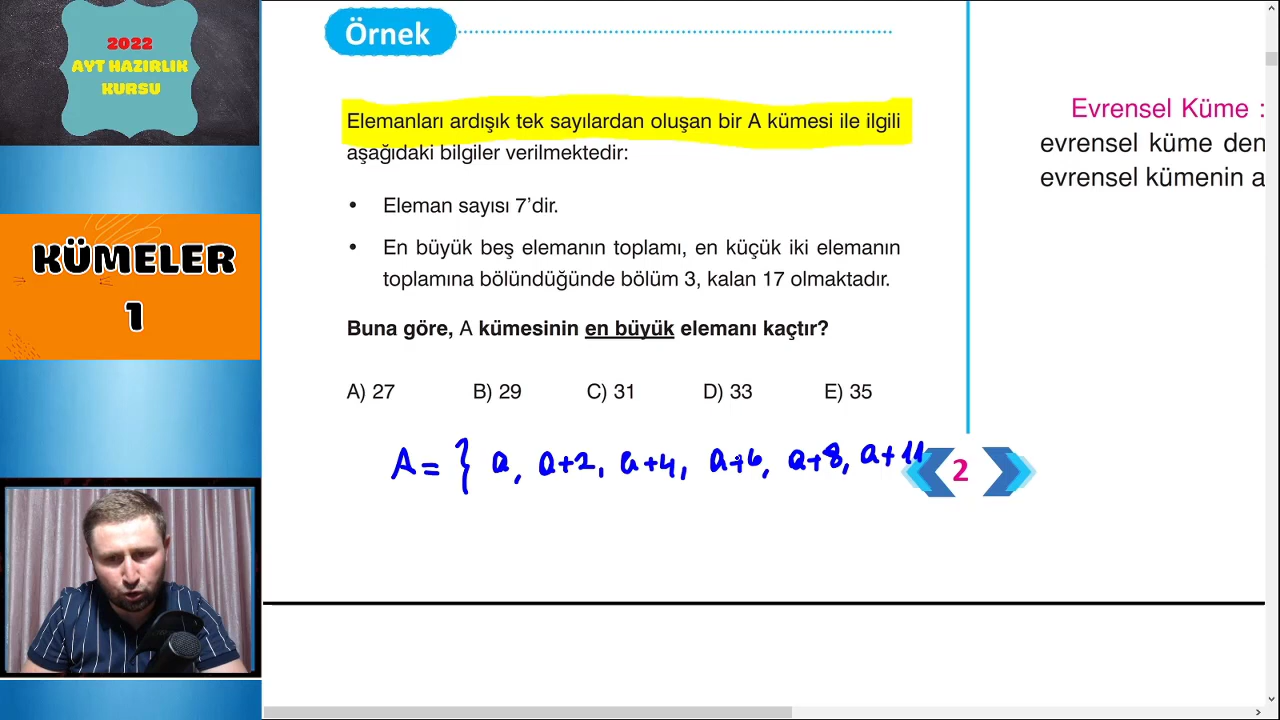 2022
AYT HAZIRLIK
KURSU
KÜMELER
1
Örnek
Elemanları ardışık tek sayılardan oluşan bir A kümesi ile ilgili
aşağıdaki bilgiler verilmektedir:
• Eleman sayısı 7’dir.
• En büyük beş elemanın toplamı, en küçük iki elemanın
toplamına bölündüğünde bölüm 3, kalan 17 olmaktadır.
Buna göre, A kümesinin en büyük elemanı kaçtır?
A) 27 B) 29 C) 31 D) 33 E) 35
A = { a, a+2, a+4, a+6, a+8, a+11
2
Evrensel Küme :
evrensel küme den
evrensel kümenin a